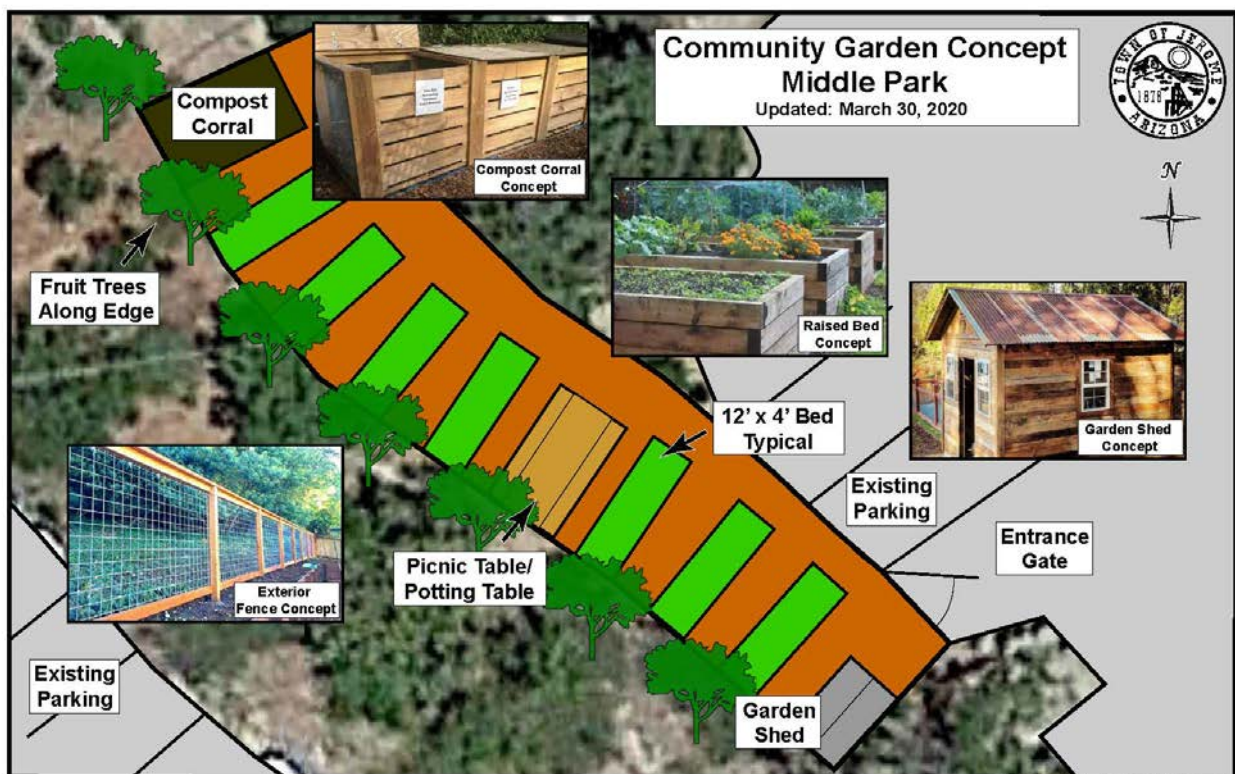 Community Garden Concept
Middle Park
Updated: March 30, 2020
TOWN OF JEROME
1876
ARIZONA
N
Compost
Corral
Compost Corral
Concept
Fruit Trees
Along Edge
Raised Bed
Concept
Garden Shed
Concept
12' x 4' Bed
Typical
Existing
Parking
Entrance
Gate
Picnic Table/
Potting Table
Exterior
Fence Concept
Existing
Parking
Garden
Shed